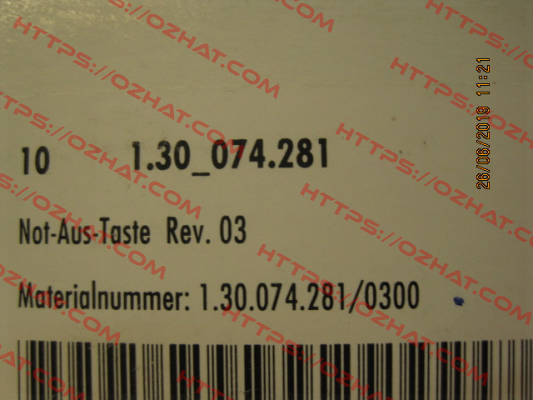 10 1.30_074.281
Not-Aus-Taste Rev. 03
Materialnummer: 1.30.074.281/0300
26/06/2019 11:21
HTTPS://OZHAT.COM